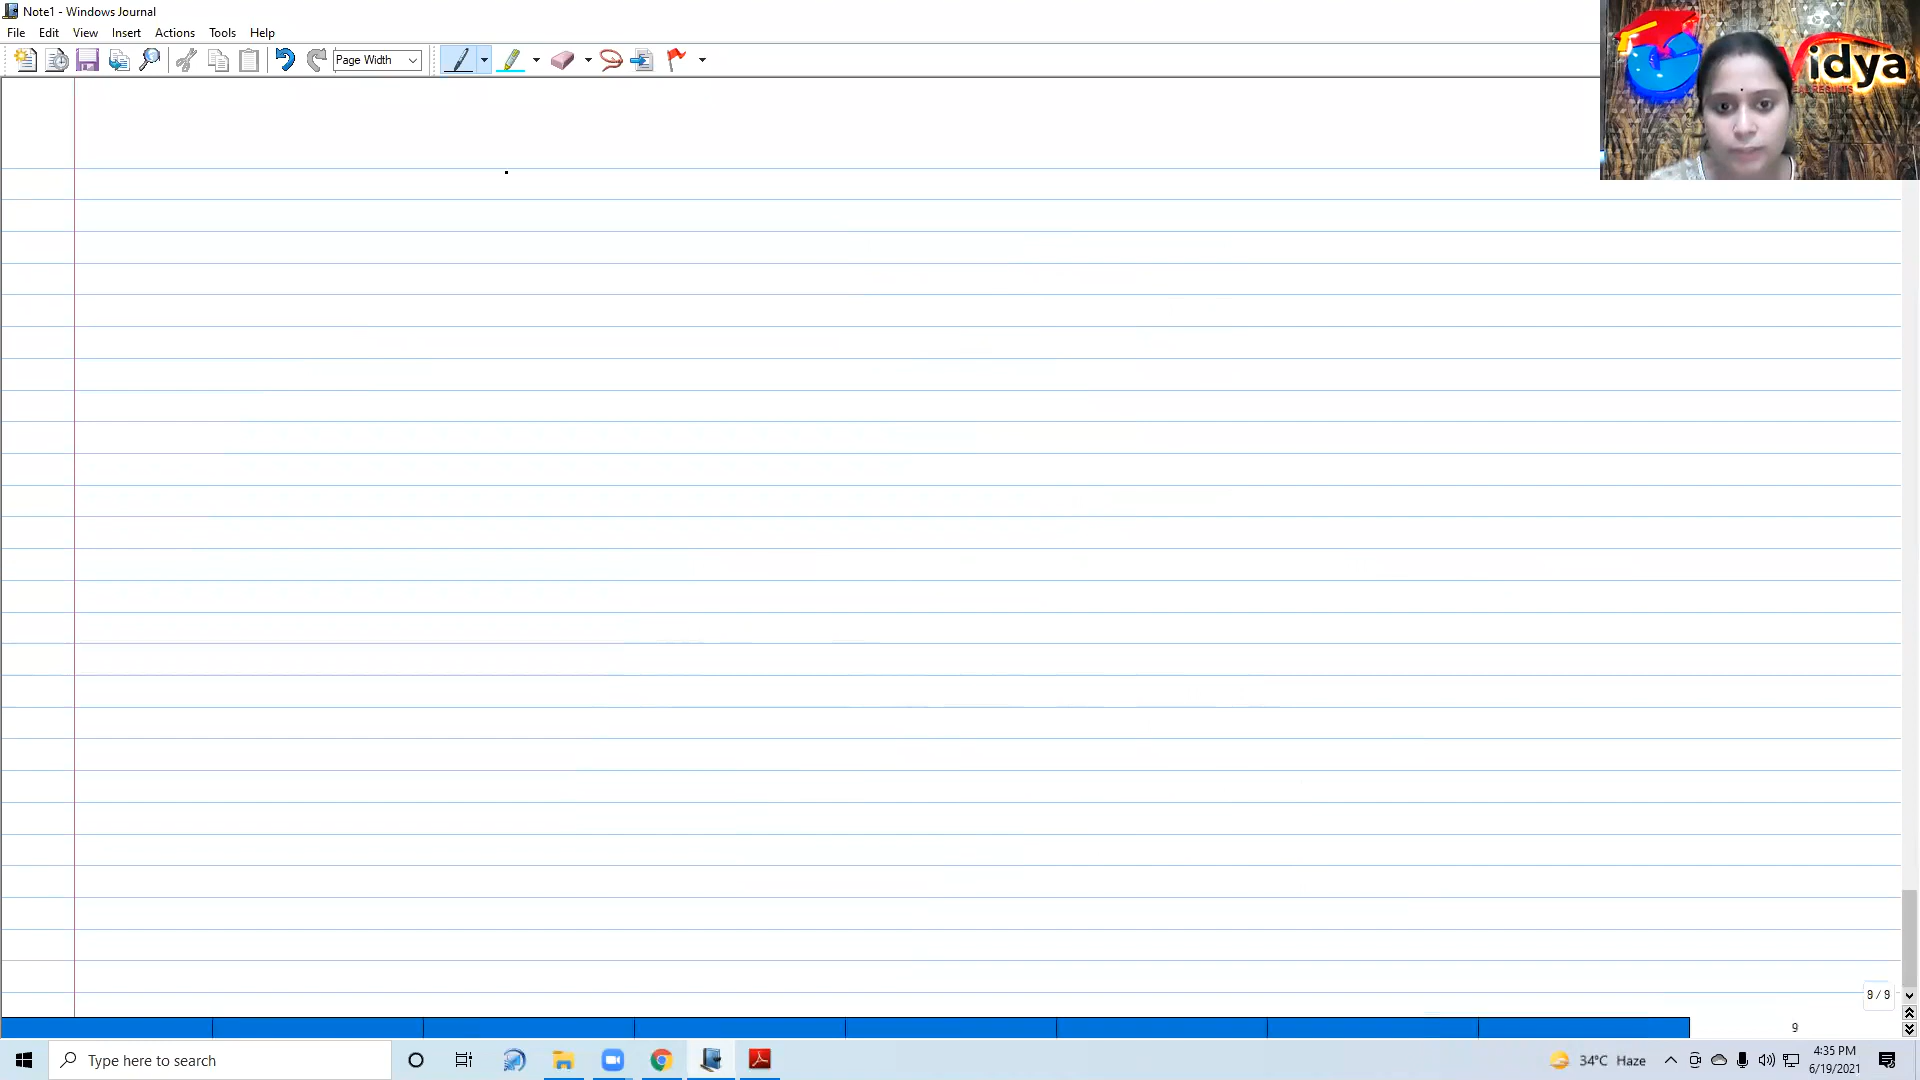 Note1 - Windows Journal
File Edit View Insert Actions Tools Help
Page Width
Vidya
9 / 9
9
Type here to search
34°C Haze
4:35 PM
6/19/2021